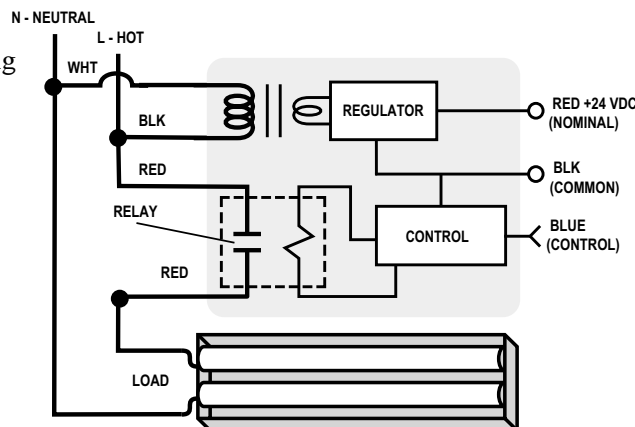 N - NEUTRAL
L - HOT
WHT
REGULATOR
RED +24 VDC
(NOMINAL)
BLK
RED
BLK
(COMMON)
RELAY
CONTROL
BLUE
(CONTROL)
RED
LOAD